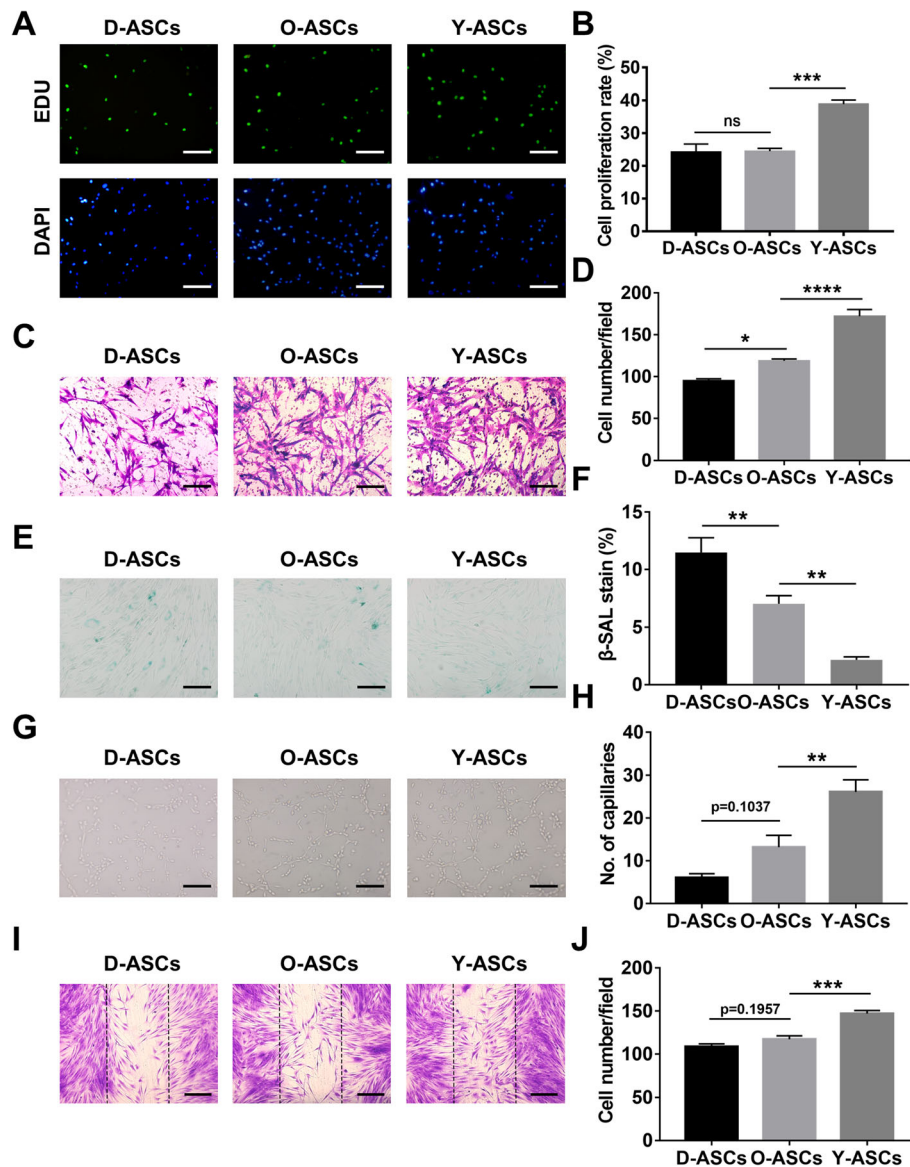 A
D-ASCs O-ASCs Y-ASCs
EDU
DAPI
B
Cell proliferation rate (%)
50
40
30
20
10
0
ns
***
D-ASCs O-ASCs Y-ASCs
C
D-ASCs O-ASCs Y-ASCs
D
Cell number/field
200
150
100
50
0
*
****
D-ASCs O-ASCs Y-ASCs
E
D-ASCs O-ASCs Y-ASCs
F
β-SAL stain (%)
15
10
5
0
**
**
D-ASCs O-ASCs Y-ASCs
G
D-ASCs O-ASCs Y-ASCs
H
No. of capillaries
40
30
20
10
0
p=0.1037
**
D-ASCs O-ASCs Y-ASCs
I
D-ASCs O-ASCs Y-ASCs
J
Cell number/field
200
150
100
50
0
p=0.1957
***
D-ASCs O-ASCs Y-ASCs